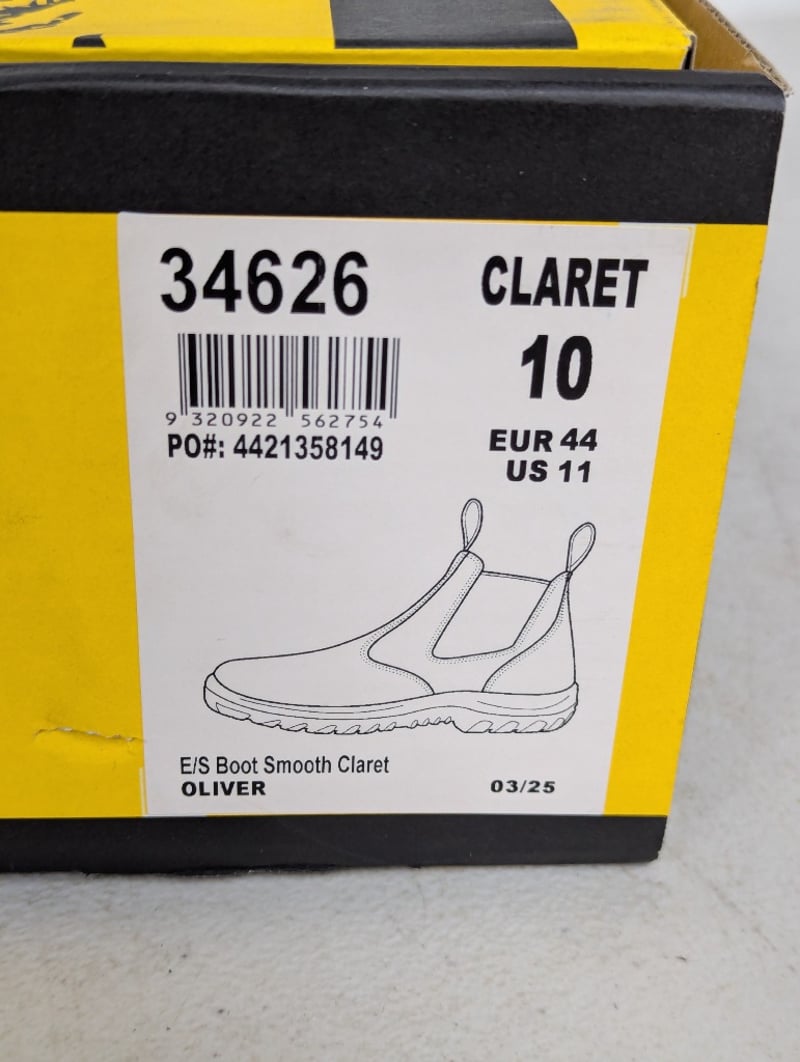 34626
9 320922 562754
PO#: 4421358149
CLARET
10
EUR 44
US 11
E/S Boot Smooth Claret
OLIVER
03/25